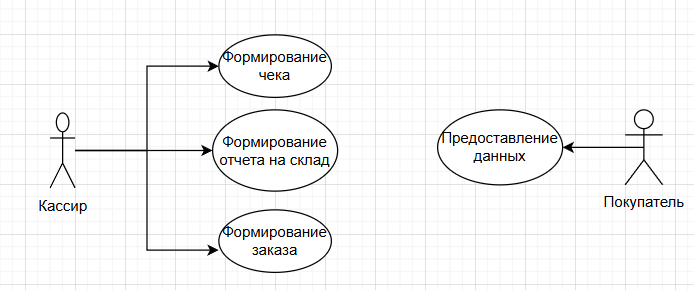 Формирование
чека
Формирование
отчета на склад
Формирование
заказа
Кассир
Предоставление
данных
Покупатель